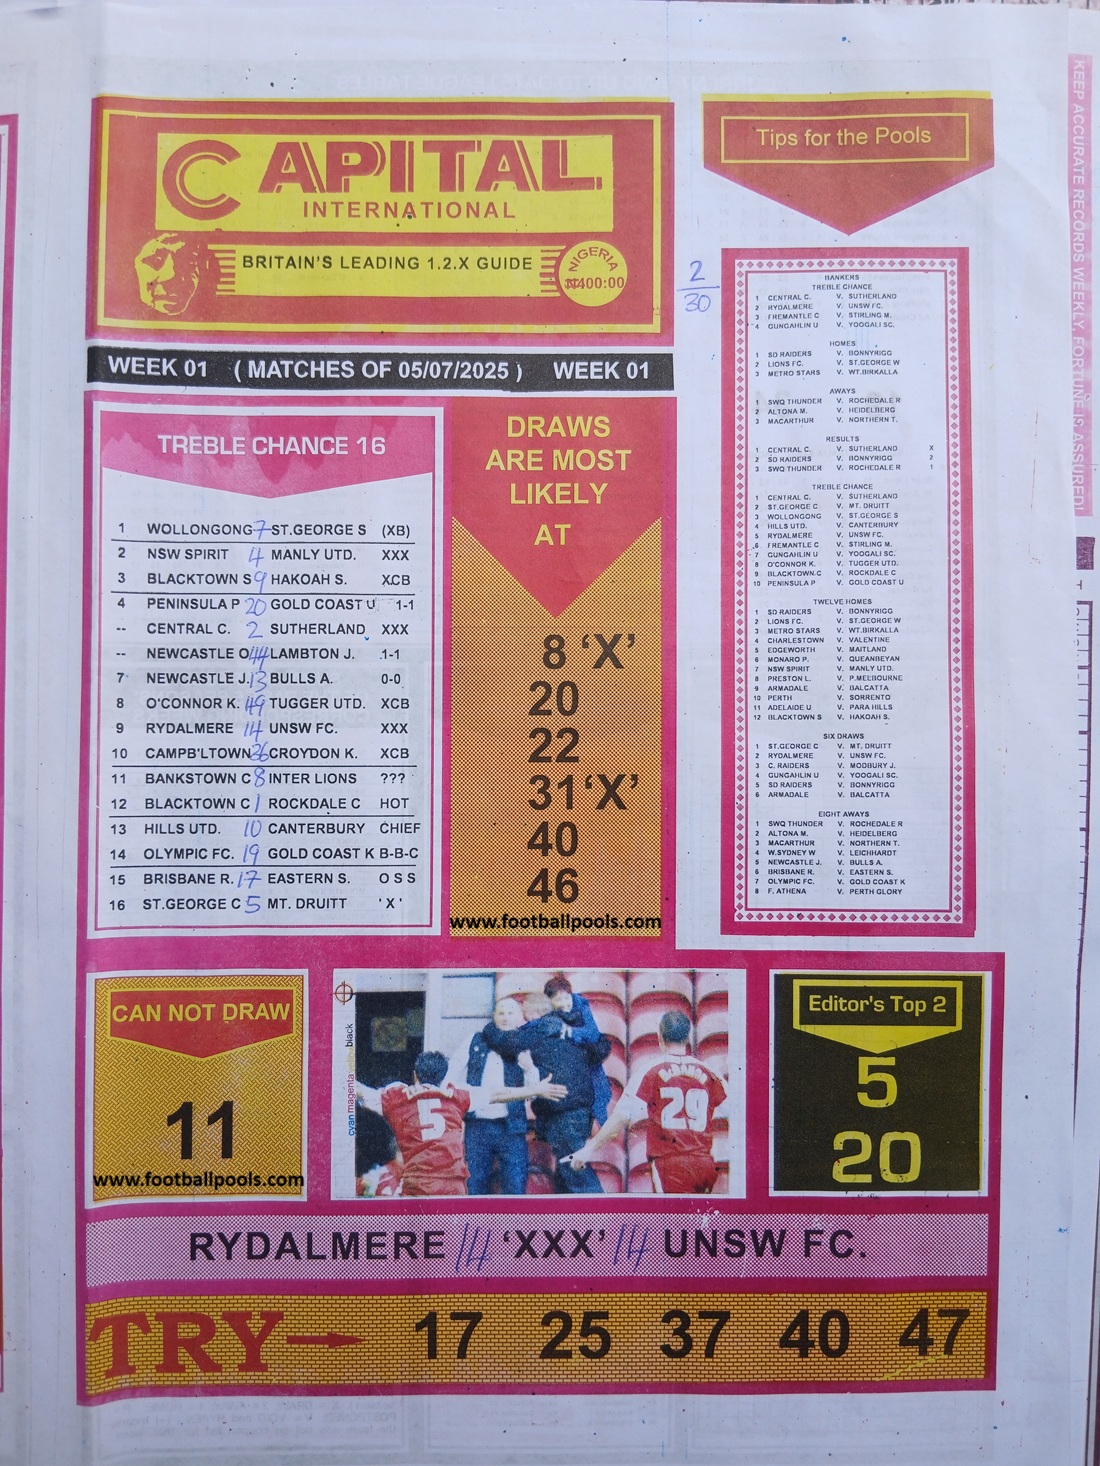 CAPITAL
INTERNATIONAL
BRITAIN'S LEADING 1.2.X GUIDE
NIGERIA
₦400:00
WEEK 01 ( MATCHES OF 05/07/2025 ) WEEK 01
TREBLE CHANCE 16
1 WOLLONGONG 7 ST.GEORGE S (XB)
2 NSW SPIRIT 4 MANLY UTD. XXX
3 BLACKTOWN S 9 HAKOAH S. XCB
4 PENINSULA P 20 GOLD COAST U 1-1
-- CENTRAL C. 2 SUTHERLAND XXX
-- NEWCASTLE O 44 LAMBTON J. .1-1
7 NEWCASTLE J. 13 BULLS A. 0-0
8 O'CONNOR K. 49 TUGGER UTD. XCB
9 RYDALMERE 14 UNSW FC. XXX
10 CAMPB'LTOWN 36 CROYDON K. XCB
11 BANKSTOWN C 8 INTER LIONS ???
12 BLACKTOWN C 1 ROCKDALE C HOT
13 HILLS UTD. 10 CANTERBURY CHIEF
14 OLYMPIC FC. 19 GOLD COAST K B-B-C
15 BRISBANE R. 17 EASTERN S. O S S
16 ST.GEORGE C 5 MT. DRUITT 'X'
DRAWS
ARE MOST
LIKELY
AT
8 'X'
20
22
31 'X'
40
46
www.footballpools.com
Tips for the Pools
2
30
BANKERS
TREBLE CHANCE
1 CENTRAL C. V. SUTHERLAND
2 RYDALMERE V. UNSW FC.
3 FREMANTLE C V. STIRLING M.
4 GUNGAHLIN U V. YOOGALI SC.
HOMES
1 SD RAIDERS V. BONNYRIGG
2 LIONS FC. V. ST.GEORGE W
3 METRO STARS V. WT.BIRKALLA
AWAYS
1 SWQ THUNDER V. ROCHEDALE R
2 ALTONA M. V. HEIDELBERG
3 MACARTHUR V. NORTHERN T.
RESULTS
1 CENTRAL C. V. SUTHERLAND X
2 SD RAIDERS V. BONNYRIGG 2
3 SWQ THUNDER V. ROCHEDALE R 1
TREBLE CHANCE
1 CENTRAL C. V. SUTHERLAND
2 ST.GEORGE C V. MT. DRUITT
3 WOLLONGONG V. ST.GEORGE S
4 HILLS UTD. V. CANTERBURY
5 RYDALMERE V. UNSW FC.
6 FREMANTLE C V. STIRLING M.
7 GUNGAHLIN U V. YOOGALI SC.
8 O'CONNOR K. V. TUGGER UTD.
9 BLACKTOWN.C V. ROCKDALE C
10 PENINSULA P V. GOLD COAST U
TWELVE HOMES
1 SD RAIDERS V. BONNYRIGG
2 LIONS FC. V. ST.GEORGE W
3 METRO STARS V. WT.BIRKALLA
4 CHARLESTOWN V. VALENTINE
5 EDGEWORTH V. MAITLAND
6 MONARO P. V. QUEANBEYAN
7 NSW SPIRIT V. MANLY UTD.
8 PRESTON L. V. P.MELBOURNE
9 ARMADALE V. BALCATTA
10 PERTH V. SORRENTO
11 ADELAIDE U V. PARA HILLS
12 BLACKTOWN S V. HAKOAH S.
SIX DRAWS
1 ST.GEORGE C V. MT. DRUITT
2 RYDALMERE V. UNSW FC.
3 C. RAIDERS V. MODBURY J.
4 GUNGAHLIN U V. YOOGALI SC.
5 SD RAIDERS V. BONNYRIGG
6 ARMADALE V. BALCATTA
EIGHT AWAYS
1 SWQ THUNDER V. ROCHEDALE R
2 ALTONA M. V. HEIDELBERG
3 MACARTHUR V. NORTHERN T.
4 W.SYDNEY W V. LEICHHARDT
5 NEWCASTLE J. V. BULLS A.
6 BRISBANE R. V. EASTERN S.
7 OLYMPIC FC. V. GOLD COAST K
8 F. ATHENA V. PERTH GLORY
KEEP ACCURATE RECORDS WEEKLY, FORTUNE IS ASSURED!
CAN NOT DRAW
11
www.footballpools.com
cyan magenta yellow black
5
29
Editor's Top 2
5
20
RYDALMERE 14 'XXX' 14 UNSW FC.
TRY 17 25 37 40 47